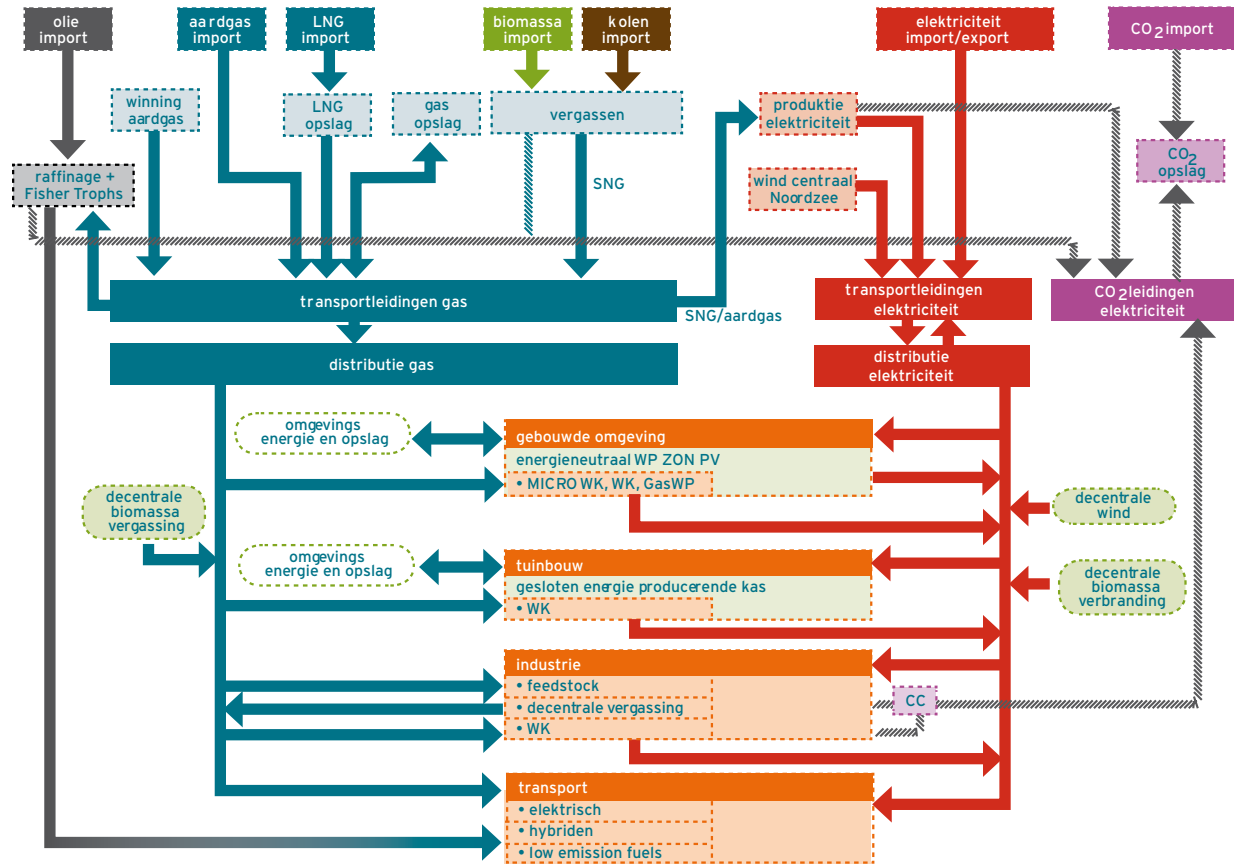 olie
import
aardgas
import
LNG
import
biomassa
import
kolen
import
elektriciteit
import/export
CO2 import
winning
aardgas
LNG
opslag
gas
opslag
vergassen
produktie
elektriciteit
CO2
opslag
raffinage +
Fisher Trophs
SNG
wind centraal
Noordzee
transportleidingen gas
SNG/aardgas
transportleidingen
elektriciteit
CO2leidingen
elektriciteit
distributie gas
distributie
elektriciteit
omgevings
energie en opslag
gebouwde omgeving
energieneutraal WP ZON PV
• MICRO WK, WK, GasWP
decentrale
biomassa
vergassing
decentrale
wind
omgevings
energie en opslag
tuinbouw
gesloten energie producerende kas
• WK
decentrale
biomassa
verbranding
industrie
• feedstock
• decentrale vergassing
• WK
CC
transport
• elektrisch
• hybriden
• low emission fuels